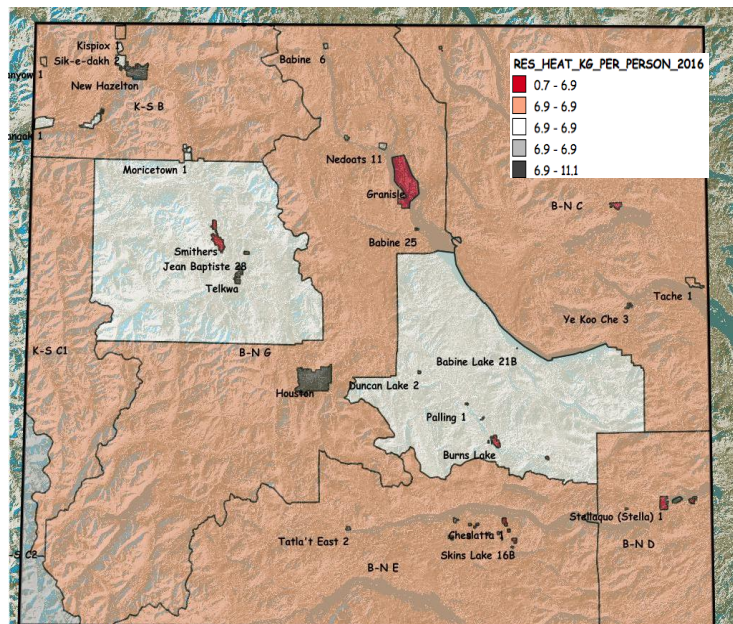 RES_HEAT_KG_PER_PERSON_2016
0.7 - 6.9
6.9 - 6.9
6.9 - 6.9
6.9 - 6.9
6.9 - 11.1
Kispiox 1
Sik-e-dakh 2
anyow 1
New Hazelton
K-S B
Babine 6
Moricetown 1
Nedoats 11
Granisle
B-N C
Babine 25
Smithers
Jean Baptiste 28
Telkwa
Tache 1
Ye Koo Che 3
K-S C1
B-N G
Babine Lake 21B
Duncan Lake 2
Houston
Palling 1
Burns Lake
Stellaquo (Stella) 1
Cheslatta 1
Tatla't East 2
B-N D
Skins Lake 16B
B-N E